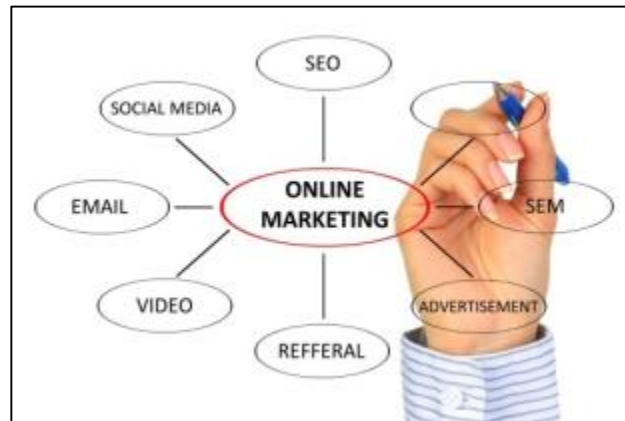 SEO
SOCIAL MEDIA
ONLINE
MARKETING
EMAIL
SEM
VIDEO
ADVERTISEMENT
REFFERAL